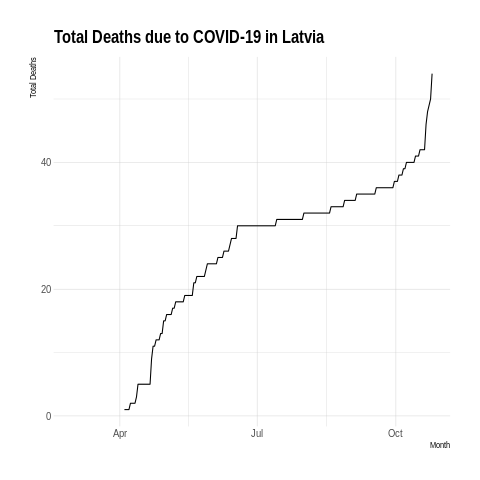 Total Deaths due to COVID-19 in Latvia
Total Deaths
40
20
0
Apr Jul Oct
Month